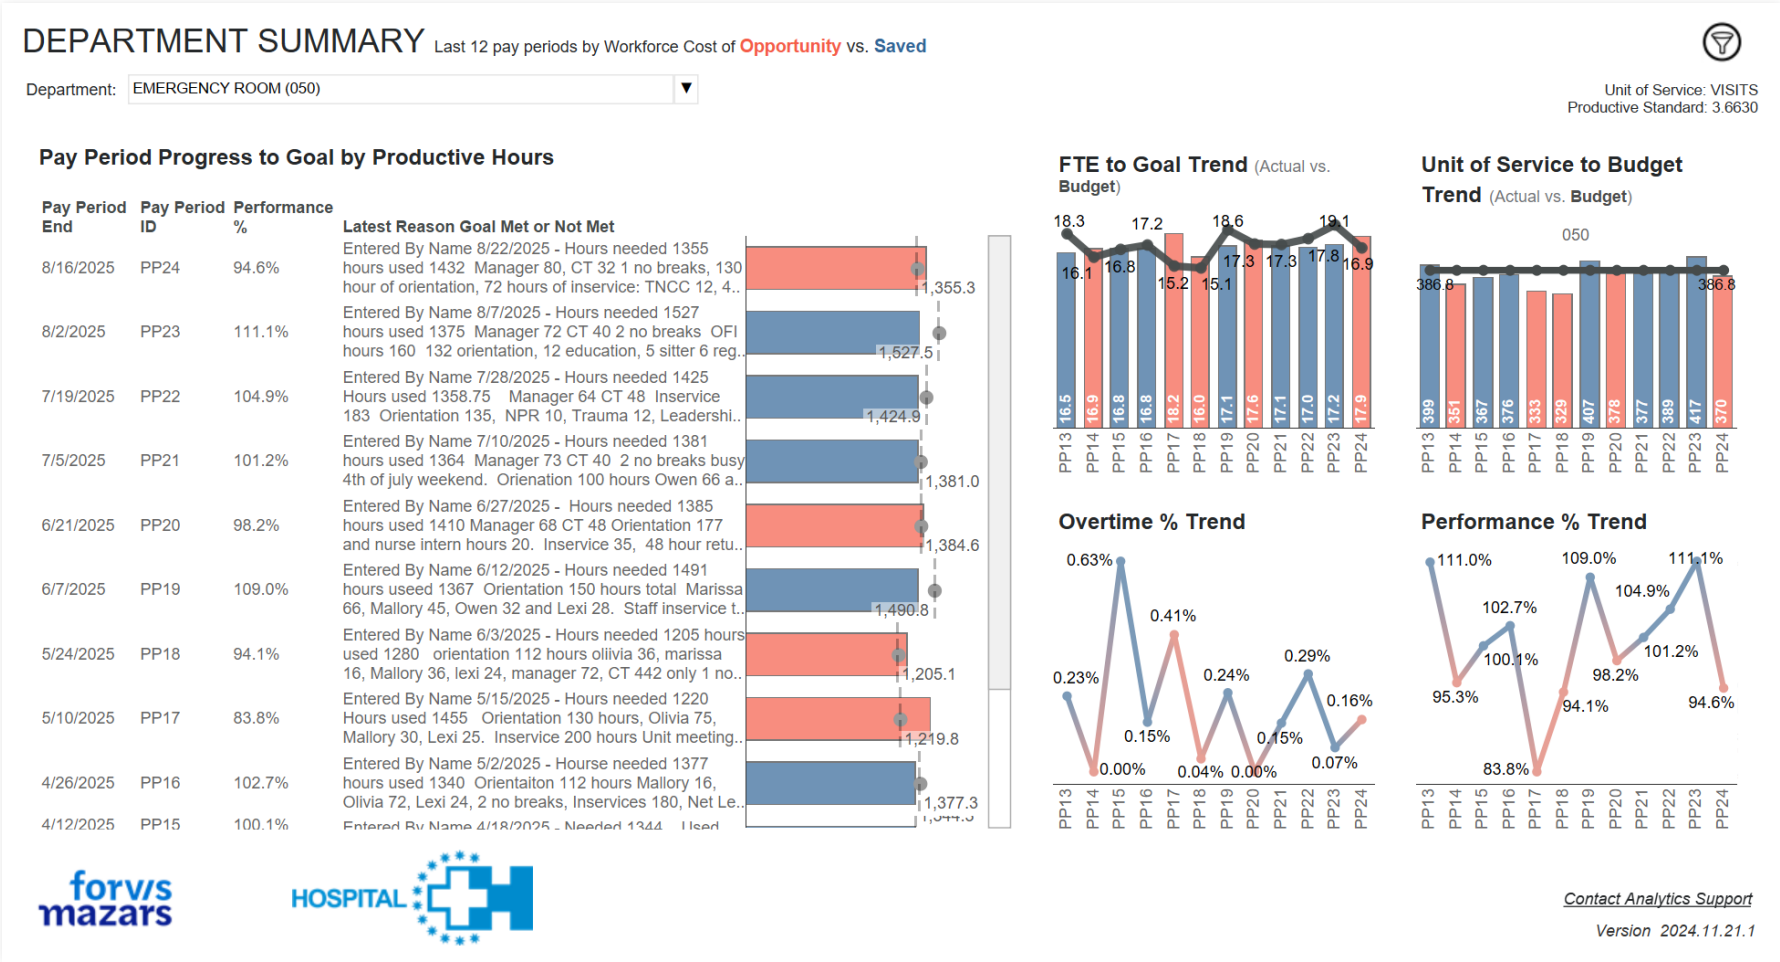 DEPARTMENT SUMMARY Last 12 pay periods by Workforce Cost of Opportunity vs. Saved
Department: EMERGENCY ROOM (050)
Unit of Service: VISITS
Productive Standard: 3.6630
Pay Period Progress to Goal by Productive Hours
Pay Period End
Pay Period ID
Performance %
Latest Reason Goal Met or Not Met
8/16/2025 PP24 94.6%
Entered By Name 8/22/2025 - Hours needed 1355
hours used 1432 Manager 80, CT 32 1 no breaks, 130
hour of orientation, 72 hours of inservice: TNCC 12, 4..
1,355.3
8/2/2025 PP23 111.1%
Entered By Name 8/7/2025 - Hours needed 1527
hours used 1375 Manager 72 CT 40 2 no breaks OFI
hours 160 132 orientation, 12 education, 5 sitter 6 reg..
1,527.5
7/19/2025 PP22 104.9%
Entered By Name 7/28/2025 - Hours needed 1425
Hours used 1358.75 Manager 64 CT 48 Inservice
183 Orientation 135, NPR 10, Trauma 12, Leadershi..
1,424.9
7/5/2025 PP21 101.2%
Entered By Name 7/10/2025 - Hours needed 1381
hours used 1364 Manager 73 CT 40 2 no breaks busy
4th of july weekend. Orienation 100 hours Owen 66 a..
1,381.0
6/21/2025 PP20 98.2%
Entered By Name 6/27/2025 - Hours needed 1385
hours used 1410 Manager 68 CT 48 Orientation 177
and nurse intern hours 20. Inservice 35, 48 hour retu..
1,384.6
6/7/2025 PP19 109.0%
Entered By Name 6/12/2025 - Hours needed 1491
hours useed 1367 Orientation 150 hours total Marissa
66, Mallory 45, Owen 32 and Lexi 28. Staff inservice t..
1,490.8
5/24/2025 PP18 94.1%
Entered By Name 6/3/2025 - Hours needed 1205 hours
used 1280 orientation 112 hours oliivia 36, marissa
16, Mallory 36, lexi 24, manager 72, CT 442 only 1 no..
1,205.1
5/10/2025 PP17 83.8%
Entered By Name 5/15/2025 - Hours needed 1220
Hours used 1455 Orientation 130 hours, Olivia 75,
Mallory 30, Lexi 25. Inservice 200 hours Unit meeting..
1,219.8
4/26/2025 PP16 102.7%
Entered By Name 5/2/2025 - Hourse needed 1377
hours used 1340 Orientaiton 112 hours Mallory 16,
Olivia 72, Lexi 24, 2 no breaks, Inservices 180, Net Le..
1,377.3
4/12/2025 PP15 100.1%
Entered By Name 4/18/2025 - Needed 1344 Used
FTE to Goal Trend (Actual vs.
Budget)
18.3 16.1 16.8 17.2 15.2 15.1 18.6 17.3 17.3 17.8 19.1 16.9
16.5 16.9 16.8 16.8 18.2 16.0 17.1 17.6 17.1 17.0 17.2 17.9
PP13 PP14 PP15 PP16 PP17 PP18 PP19 PP20 PP21 PP22 PP23 PP24
Unit of Service to Budget
Trend (Actual vs. Budget)
050
386.8 386.8
399 351 367 376 333 329 407 378 377 389 417 370
PP13 PP14 PP15 PP16 PP17 PP18 PP19 PP20 PP21 PP22 PP23 PP24
Overtime % Trend
0.23% 0.00% 0.63% 0.15% 0.41% 0.04% 0.24% 0.00% 0.15% 0.29% 0.07% 0.16%
PP13 PP14 PP15 PP16 PP17 PP18 PP19 PP20 PP21 PP22 PP23 PP24
Performance % Trend
111.0% 95.3% 100.1% 102.7% 83.8% 94.1% 109.0% 98.2% 101.2% 104.9% 111.1% 94.6%
PP13 PP14 PP15 PP16 PP17 PP18 PP19 PP20 PP21 PP22 PP23 PP24
forvis
mazars
HOSPITAL
Contact Analytics Support
Version 2024.11.21.1